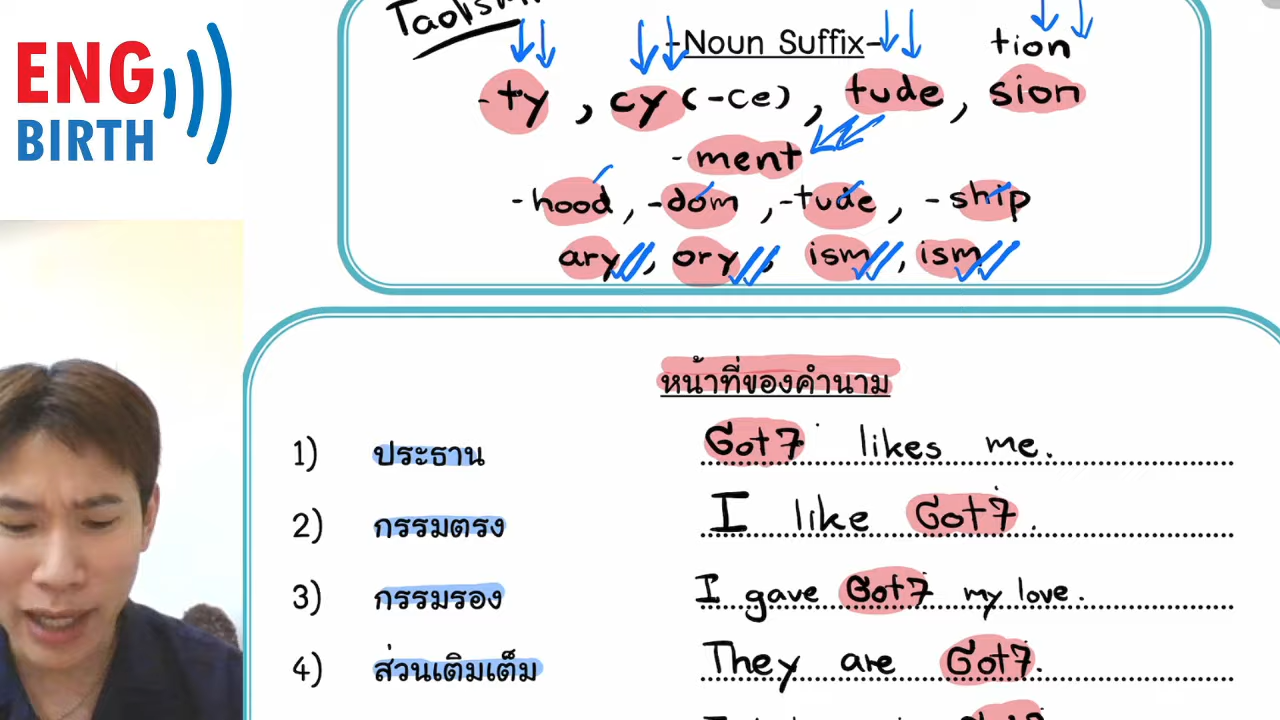 ENG
BIRTH
-Noun Suffix-
tion
-ty , cy (-ce) , tude , sion
-ment
-hood , -dom , -tude , -ship
ary , ory , ism , ism
หน้าที่ของคำนาม
1) ประธาน Got7 likes me.
2) กรรมตรง I like Got7.
3) กรรมรอง I gave Got7 my love.
4) ส่วนเติมเต็ม They are Got7.